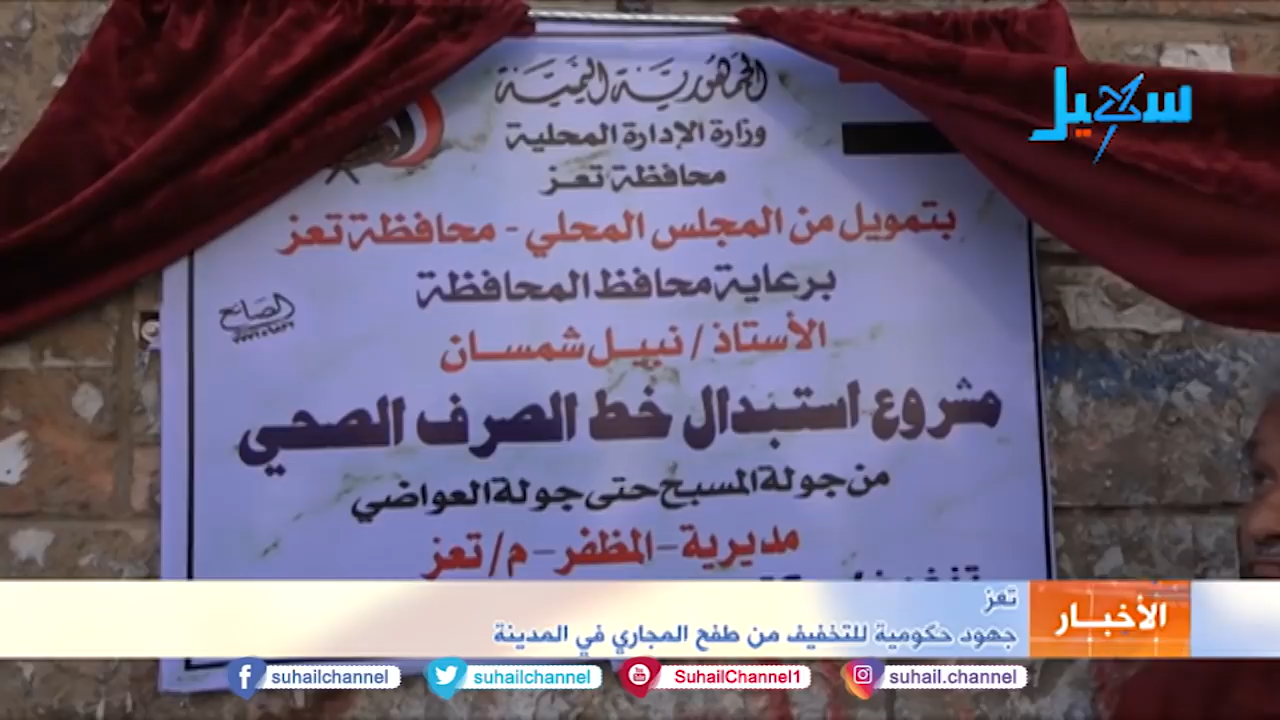 الجمهورية اليمنية
وزارة الإدارة المحلية
محافظة تعز
بتمويل من المجلس المحلي - محافظة تعز
برعاية محافظ المحافظة
الأستاذ / نبيل شمسان
مشروع استبدال خط الصرف الصحي
من جولة المسبح حتى جولة العواضي
مديرية - المظفر - م/ تعز
الصانح
سهيل
الأخبار
تعز
جهود حكومية للتخفيف من طفح المجاري في المدينة
suhailchannel
suhailchannel
SuhailChannel1
suhail.channel